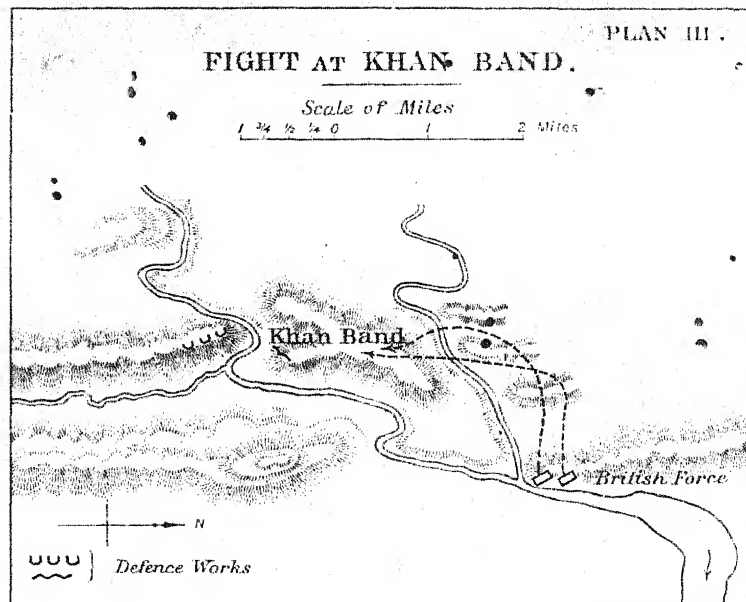 PLAN III.
FIGHT AT KHAN BAND.
Scale of Miles
1 ¾ ½ ¼ 0 1 2 Miles
Khan Band
British Force
N
Defence Works